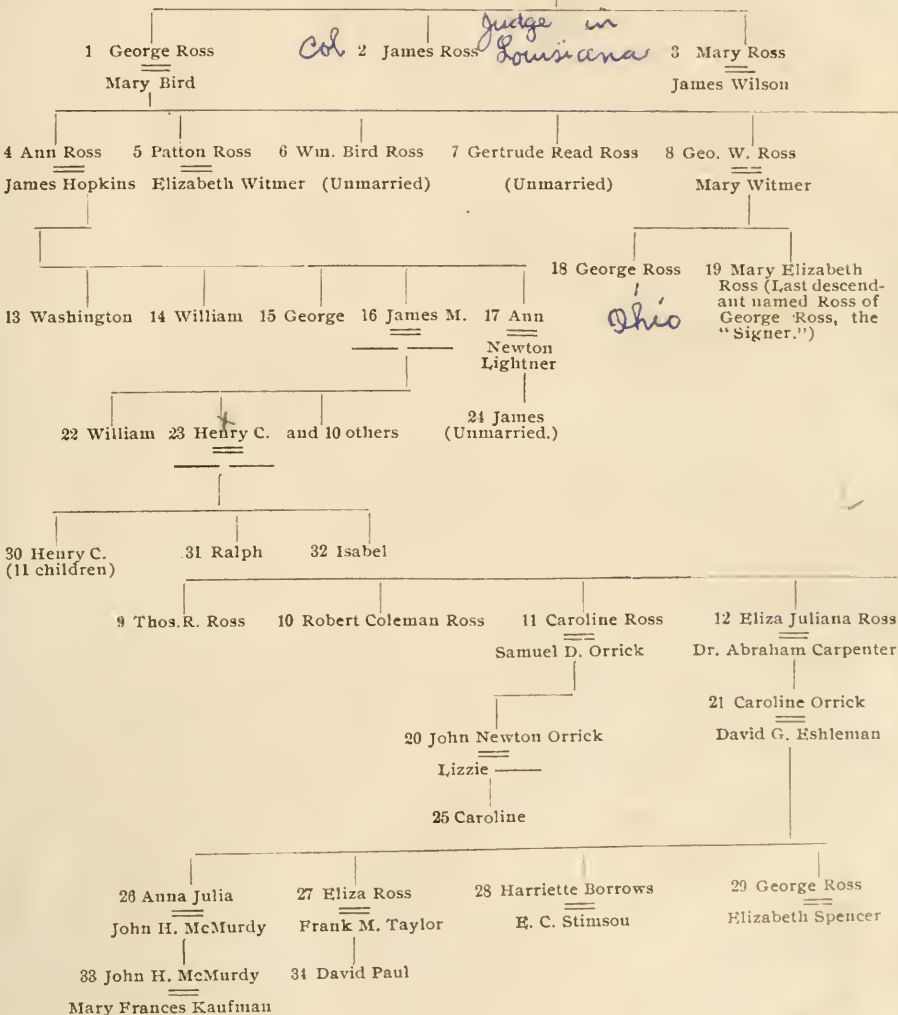 1 George Ross Col 2 James Ross Judge in Louisiana 3 Mary Ross
Mary Bird James Wilson
4 Ann Ross 5 Patton Ross 6 Wm. Bird Ross 7 Gertrude Read Ross 8 Geo. W. Ross
James Hopkins Elizabeth Witmer (Unmarried) (Unmarried) Mary Witmer
18 George Ross 19 Mary Elizabeth
Ross (Last descend-
ant named Ross of
George Ross, the
"Signer.")
Ohio
13 Washington 14 William 15 George 16 James M. 17 Ann
Newton
Lightner
22 William 23 Henry C. and 10 others 24 James
(Unmarried.)
30 Henry C. 31 Ralph 32 Isabel
(11 children)
9 Thos. R. Ross 10 Robert Coleman Ross 11 Caroline Ross 12 Eliza Juliana Ross
Samuel D. Orrick Dr. Abraham Carpenter
21 Caroline Orrick
David G. Eshleman
20 John Newton Orrick
Lizzie ———
25 Caroline
26 Anna Julia 27 Eliza Ross 28 Harriette Borrows 29 George Ross
John H. McMurdy Frank M. Taylor E. C. Stimsou Elizabeth Spencer
33 John H. McMurdy 34 David Paul
Mary Frances Kaufman